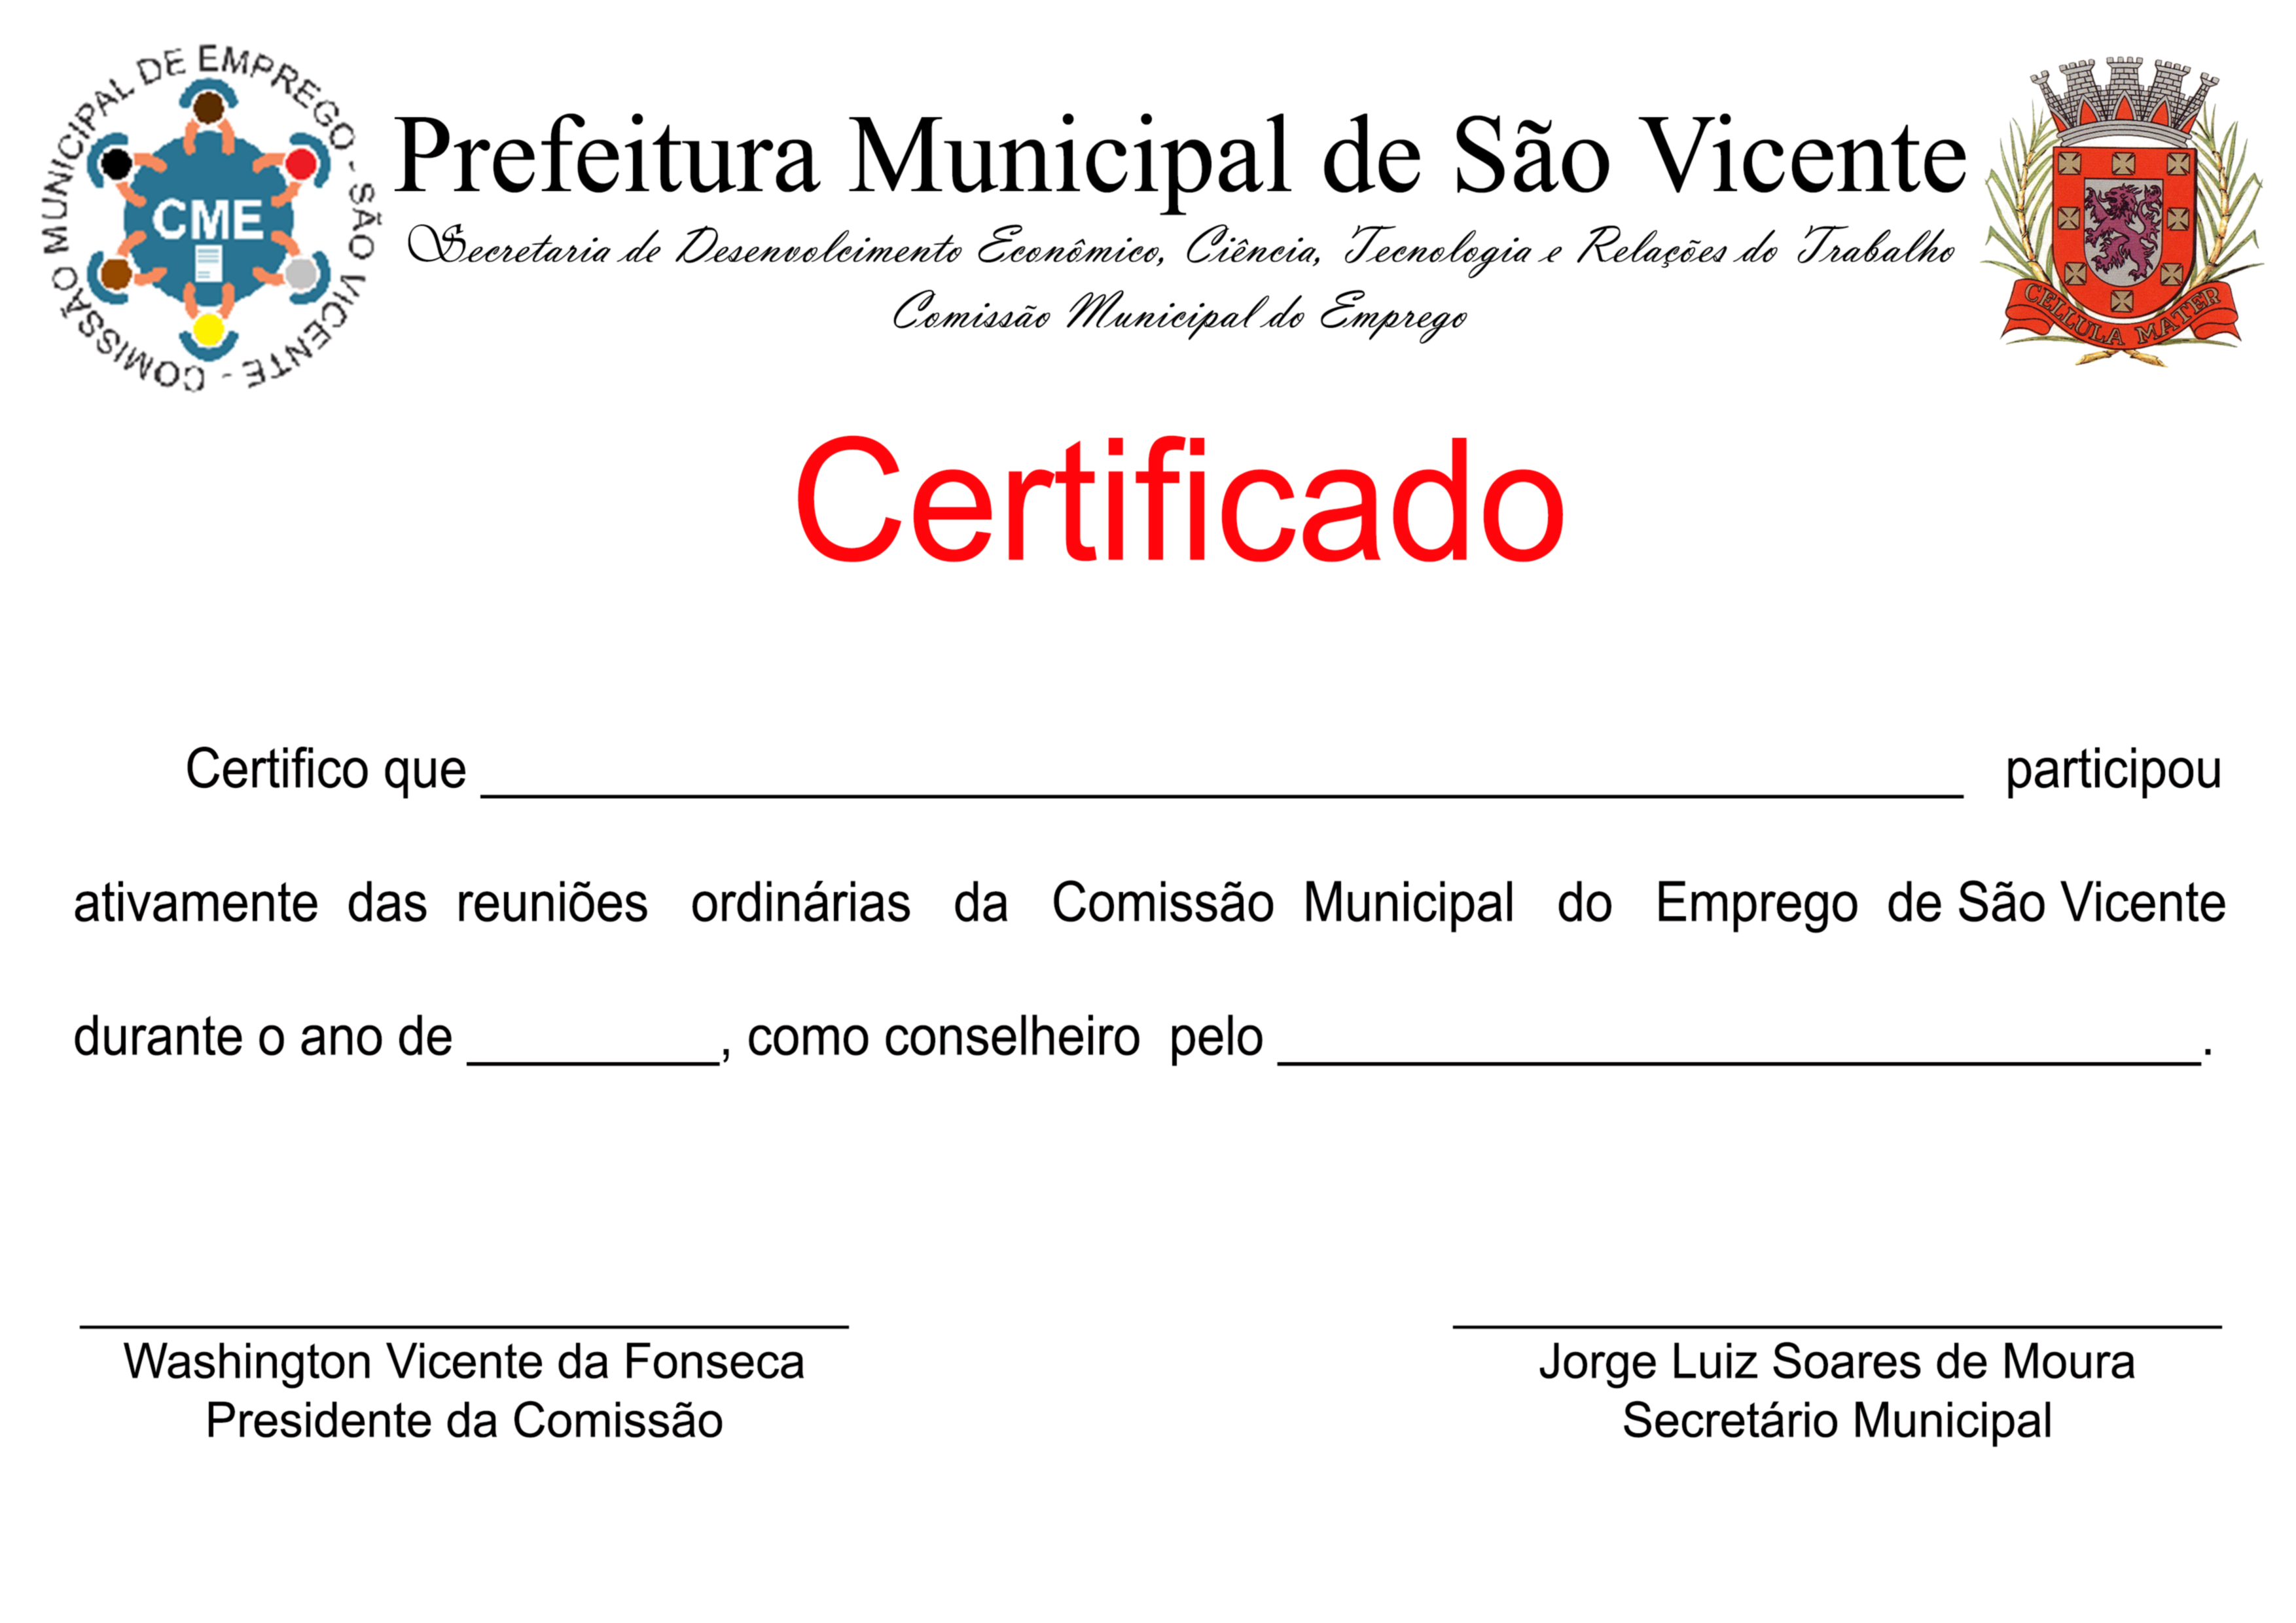 COMISSÃO MUNICIPAL DE EMPREGO - SÃO VICENTE -
CME
Prefeitura Municipal de São Vicente
Secretaria de Desenvolcimento Econômico, Ciência, Tecnologia e Relações do Trabalho
Comissão Municipal do Emprego
CELLULA MATER
Certificado
Certifico que ________________ participou
ativamente das reuniões ordinárias da Comissão Municipal do Emprego de São Vicente
durante o ano de ________, como conselheiro pelo ________________.
Washington Vicente da Fonseca
Presidente da Comissão
Jorge Luiz Soares de Moura
Secretário Municipal